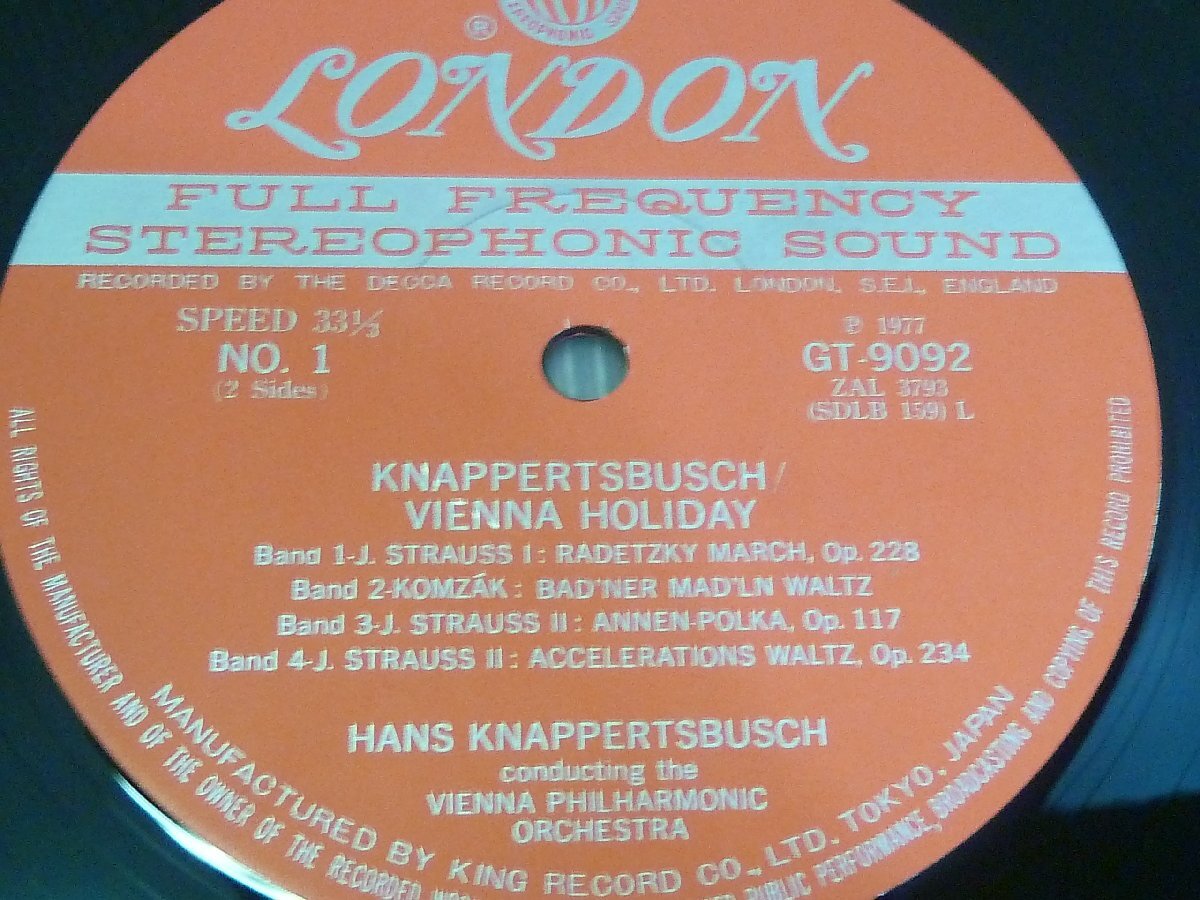 STEREOPHONIC
®
LONDON
FULL FREQUENCY
STEREOPHONIC SOUND
RECORDED BY THE DECCA RECORD CO., LTD. LONDON, S.E.I., ENGLAND
SPEED 33⅓
NO. 1
(2 Sides)
℗ 1977
GT-9092
ZAL 3793
(SDLB 159) L
KNAPPERTSBUSCH/
VIENNA HOLIDAY
Band 1-J. STRAUSS I : RADETZKY MARCH, Op. 228
Band 2-KOMZÁK : BAD'NER MAD'LN WALTZ
Band 3-J. STRAUSS II : ANNEN-POLKA, Op. 117
Band 4-J. STRAUSS II : ACCELERATIONS WALTZ, Op. 234
HANS KNAPPERTSBUSCH
conducting the
VIENNA PHILHARMONIC
ORCHESTRA
MANUFACTURED BY KING RECORD CO., LTD. TOKYO, JAPAN
ALL RIGHTS OF THE MANUFACTURER AND OF THE OWNER OF THE RECORDED PUBLIC PERFORMANCE, BROADCASTING AND COPYING OF THIS RECORD PROHIBITED